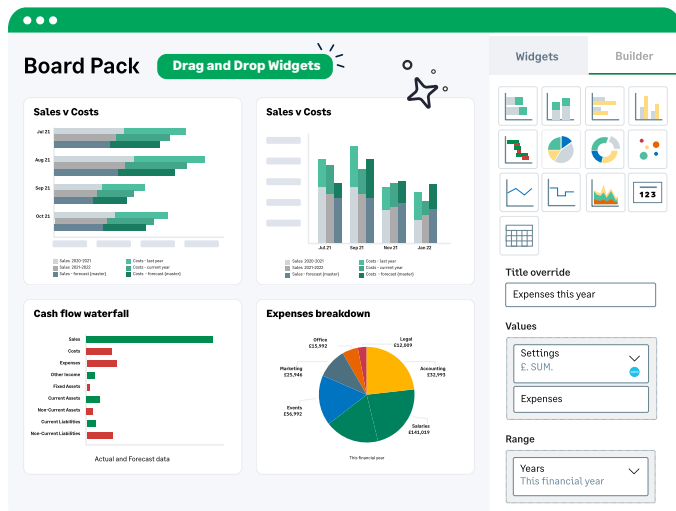 Board Pack
Drag and Drop Widgets
Sales v Costs
Jul 21
Aug 21
Sep 21
Oct 21
Sales 2020-2021
Sales 2021-2022
Sales - forecast (master)
Costs - last year
Costs - current year
Costs - forecast (master)
Sales v Costs
Jul 21
Sep 21
Nov 21
Jan 22
Sales 2020-2021
Sales 2021-2022
Sales - forecast (master)
Costs - last year
Costs - current year
Costs - forecast (master)
Cash flow waterfall
Sales
Costs
Expenses
Other Income
Fixed Assets
Current Assets
Non-Current Assets
Current Liabilities
Non-Current Liabilities
Actual and Forecast data
Expenses breakdown
Office
£15,992
Legal
£12,009
Marketing
£25,946
Accounting
£32,993
Events
£56,992
Salaries
£141,019
This financial year
Widgets
Builder
123
Title override
Expenses this year
Values
Settings
£. SUM.
Expenses
Range
Years
This financial year